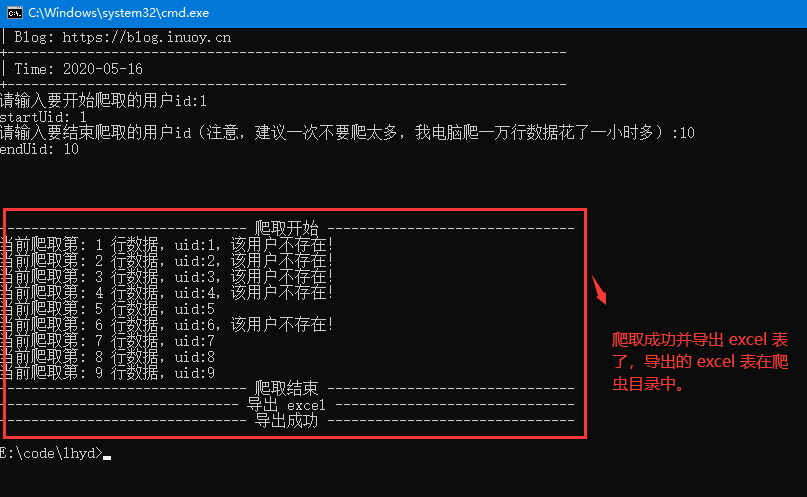 C:\Windows\system32\cmd.exe
| Blog: https://blog.inuoy.cn
+----------------------------------------------------------------------
| Time: 2020-05-16
+----------------------------------------------------------------------
请输入要开始爬取的用户id:1
startUid: 1
请输入要结束爬取的用户id（注意，建议一次不要爬太多，我电脑爬一万行数据花了一小时多）:10
endUid: 10
------------------------------- 爬取开始 -------------------------------
当前爬取第: 1 行数据, uid:1, 该用户不存在!
当前爬取第: 2 行数据, uid:2, 该用户不存在!
当前爬取第: 3 行数据, uid:3, 该用户不存在!
当前爬取第: 4 行数据, uid:4, 该用户不存在!
当前爬取第: 5 行数据, uid:5
当前爬取第: 6 行数据, uid:6, 该用户不存在!
当前爬取第: 7 行数据, uid:7
当前爬取第: 8 行数据, uid:8
当前爬取第: 9 行数据, uid:9
------------------------------- 爬取结束 -------------------------------
------------------------------ 导出 excel ------------------------------
------------------------------- 导出成功 -------------------------------
爬取成功并导出 excel 表
了，导出的 excel 表在爬
虫目录中。
E:\code\lhyd>